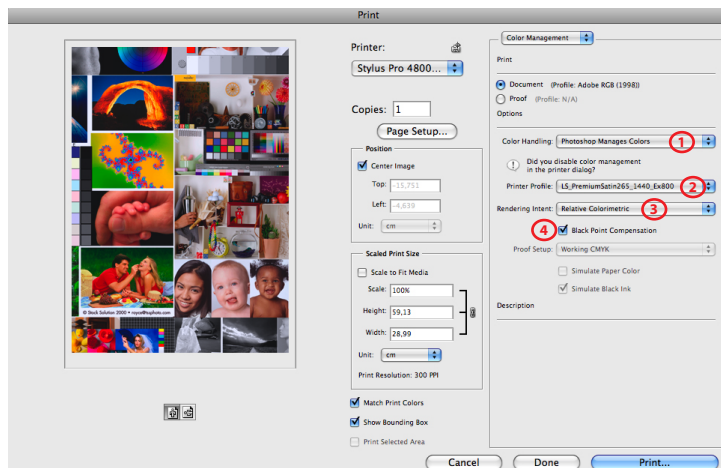 Print
Printer:
Stylus Pro 4800...
Copies: 1
Page Setup...
Position
Center Image
Top: -15,751
Left: -4,639
Unit: cm
Scaled Print Size
Scale to Fit Media
Scale: 100%
Height: 59,13
Width: 28,99
Unit: cm
Print Resolution: 300 PPI
Match Print Colors
Show Bounding Box
Print Selected Area
Color Management
Print
Document (Profile: Adobe RGB (1998))
Proof (Profile: N/A)
Options
Color Handling: Photoshop Manages Colors 1
Did you disable color management
in the printer dialog?
Printer Profile: LS_PremiumSatin265_1440_Ex800 2
Rendering Intent: Relative Colorimetric 3
4 Black Point Compensation
Proof Setup: Working CMYK
Simulate Paper Color
Simulate Black Ink
Description
Cancel
Done
Print...